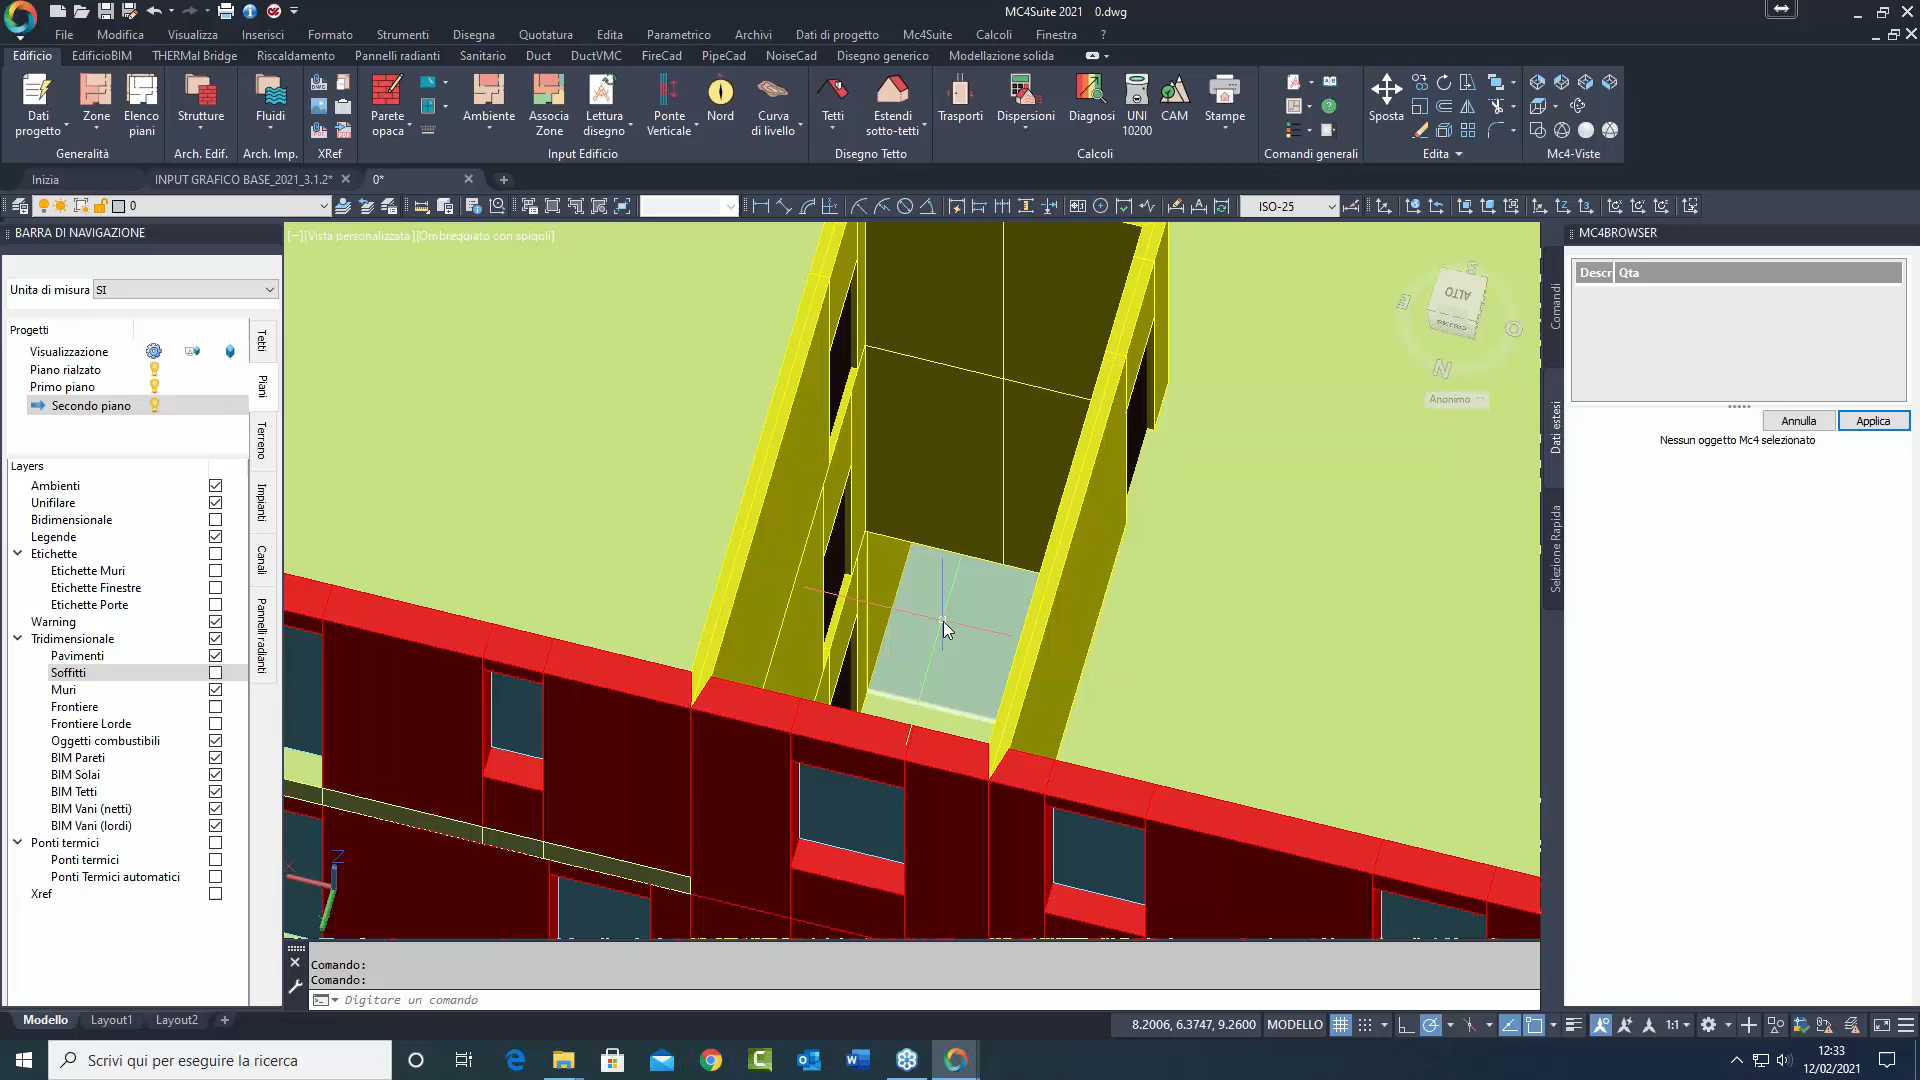 MC4Suite 2021 0.dwg
File Modifica Visualizza Inserisci Formato Strumenti Disegna Quotatura Edita Parametrico Archivi Dati di progetto Mc4Suite Calcoli Finestra ?
Edificio EdificioBIM THERMal Bridge Riscaldamento Pannelli radianti Sanitario Duct DuctVMC FireCad PipeCad NoiseCad Disegno generico Modellazione solida
Dati progetto
Zone
Elenco piani
Strutture
Fluidi
Parete opaca
Ambiente
Associa Zone
Lettura disegno
Ponte Verticale
Nord
Curva di livello
Tetti
Estendi sotto-tetti
Trasporti
Dispersioni
Diagnosi
UNI 10200
CAM
Stampe
Sposta
Generalità Arch. Edif. Arch. Imp. XRef Input Edificio Disegno Tetto Calcoli Comandi generali Edita Mc4-Viste
Inizia INPUT GRAFICO BASE_2021_3.1.2* 0*
0 ISO-25
BARRA DI NAVIGAZIONE
Unita di misura SI
Progetti
Visualizzazione
Piano rialzato
Primo piano
Secondo piano
Layers
Ambienti
Unifilare
Bidimensionale
Legende
Etichette
Etichette Muri
Etichette Finestre
Etichette Porte
Warning
Tridimensionale
Pavimenti
Soffitti
Muri
Frontiere
Frontiere Lorde
Oggetti combustibili
BIM Pareti
BIM Solai
BIM Tetti
BIM Vani (netti)
BIM Vani (lordi)
Ponti termici
Ponti termici
Ponti Termici automatici
Xref
Tetti
Piani
Terreno
Impianti
Canali
Pannelli radianti
[−][Vista personalizzata][Ombreggiato con spigoli]
S
E
ALTO
RETRO
O
N
Anonimo
X
Z
Comandi
Dati estesi
Selezione Rapida
MC4BROWSER
Descr Qta
Annulla Applica
Nessun oggetto Mc4 selezionato
Comando:
Comando:
Digitare un comando
Modello Layout1 Layout2 +
8.2006, 6.3747, 9.2600 MODELLO 1:1
Scrivi qui per eseguire la ricerca
12:33
12/02/2021